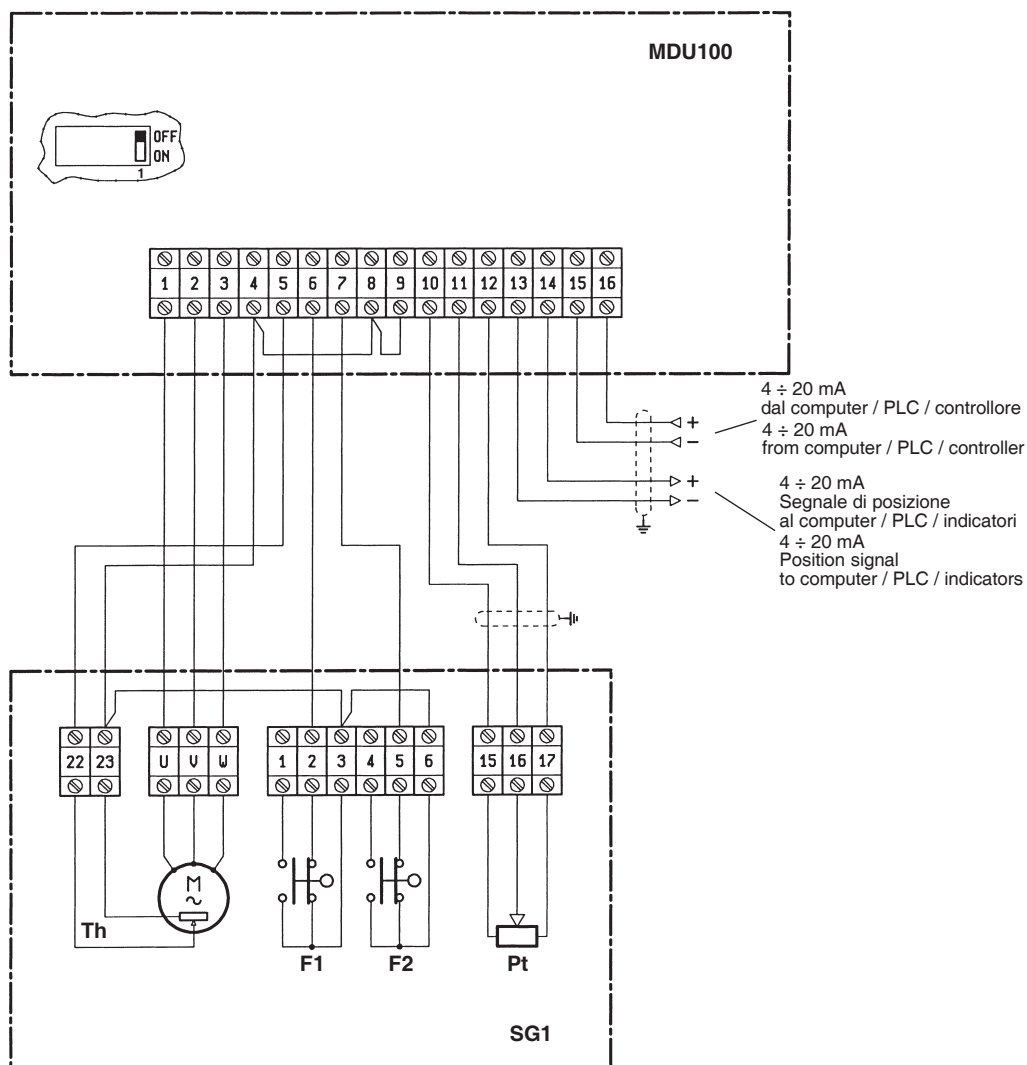 MDU100
OFF
ON
1
1 2 3 4 5 6 7 8 9 10 11 12 13 14 15 16
4 ÷ 20 mA
dal computer / PLC / controllore
4 ÷ 20 mA
from computer / PLC / controller
+
−
+
−
4 ÷ 20 mA
Segnale di posizione
al computer / PLC / indicatori
4 ÷ 20 mA
Position signal
to computer / PLC / indicators
22 23 U V W 1 2 3 4 5 6 15 16 17
M
~
Th
F1 F2 Pt
SG1